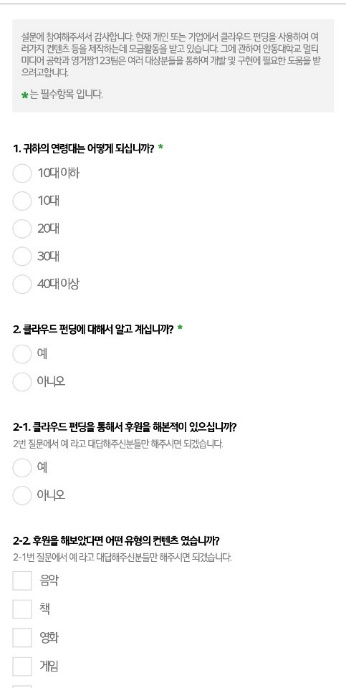 설문에 참여해주셔서 감사합니다. 현재 개인 또는 기업에서 클라우드 펀딩을 사용하여 여
러가지 컨텐츠 등을 제작하는데 모금활동을 받고 있습니다. 그에 관하여 안동대학교 멀티
미디어 공학과 영거짱123팀은 여러 대상분들을 통하여 개발 및 구현에 필요한 도움을 받
으려고합니다.
*는 필수항목 입니다.
1. 귀하의 연령대는 어떻게 되십니까? *
10대 이하
10대
20대
30대
40대 이상
2. 클라우드 펀딩에 대해서 알고 계십니까? *
예
아니오
2-1. 클라우드 펀딩을 통해서 후원을 해본적이 있으십니까?
2번 질문에서 예 라고 대답해주신분들만 해주시면 되겠습니다.
예
아니오
2-2. 후원을 해보았다면 어떤 유형의 컨텐츠 였습니까?
2-1번 질문에서 예 라고 대답해주신분들만 해주시면 되겠습니다.
음악
책
영화
게임